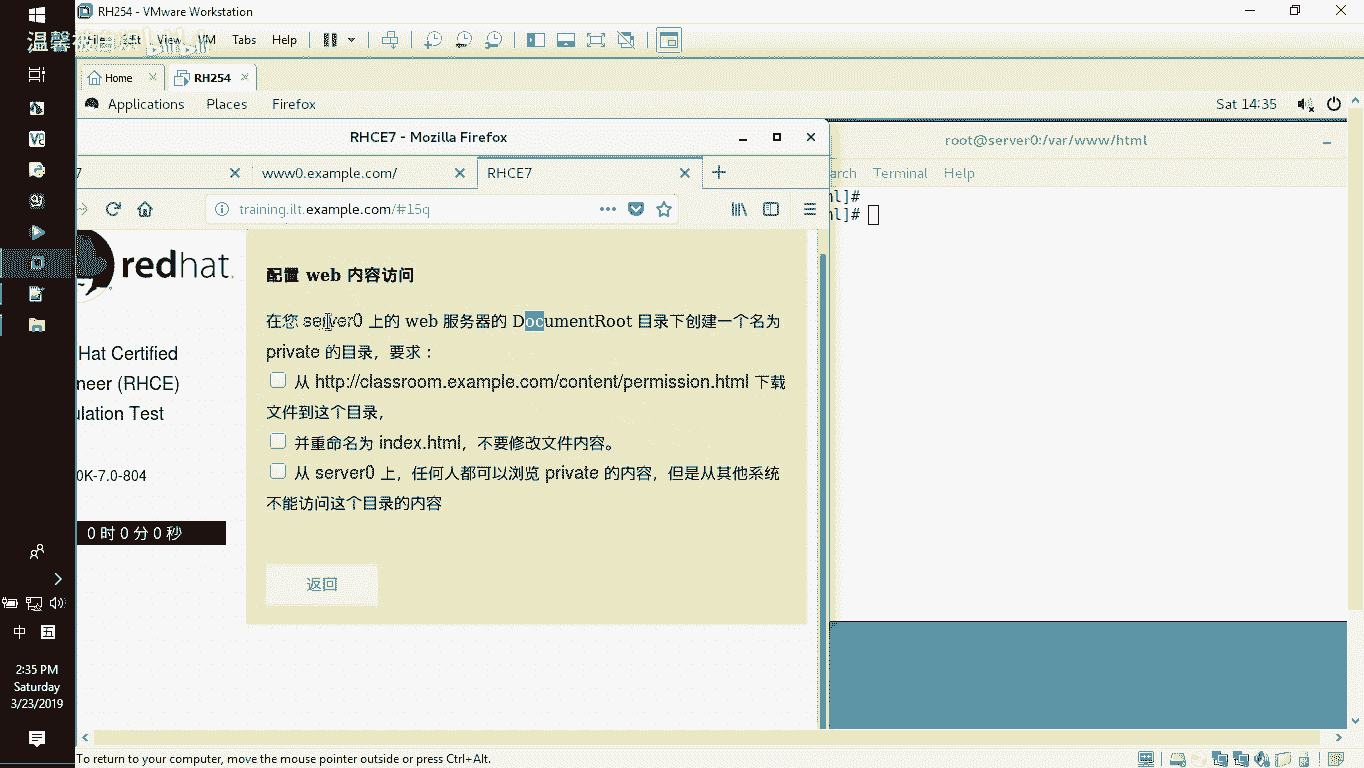 RH254 - VMware Workstation
File Edit View VM Tabs Help
温馨
bilibili
Home
RH254
Applications Places Firefox
Sat 14:35
RHCE7 - Mozilla Firefox
root@server0:/var/www/html
7
www0.example.com/
RHCE7
arch Terminal Help
training.ilt.example.com/#15q
ml]#
ml]#
redhat.
Hat Certified
neer (RHCE)
ulation Test
0K-7.0-804
0 时 0 分 0 秒
配置 web 内容访问
在您 server0 上的 web 服务器的 DocumentRoot 目录下创建一个名为
private 的目录，要求：
从 http://classroom.example.com/content/permission.html 下载
文件到这个目录，
并重命名为 index.html，不要修改文件内容。
从 server0 上，任何人都可以浏览 private 的内容，但是从其他系统
不能访问这个目录的内容
返回
中 五
2:35 PM
Saturday
3/23/2019
To return to your computer, move the mouse pointer outside or press Ctrl+Alt.